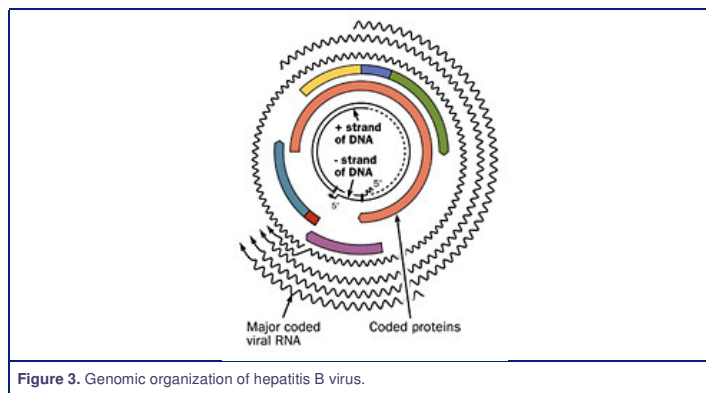 + strand
of DNA
- strand
of DNA
5'
5'
Major coded
viral RNA
Coded proteins
Figure 3. Genomic organization of hepatitis B virus.